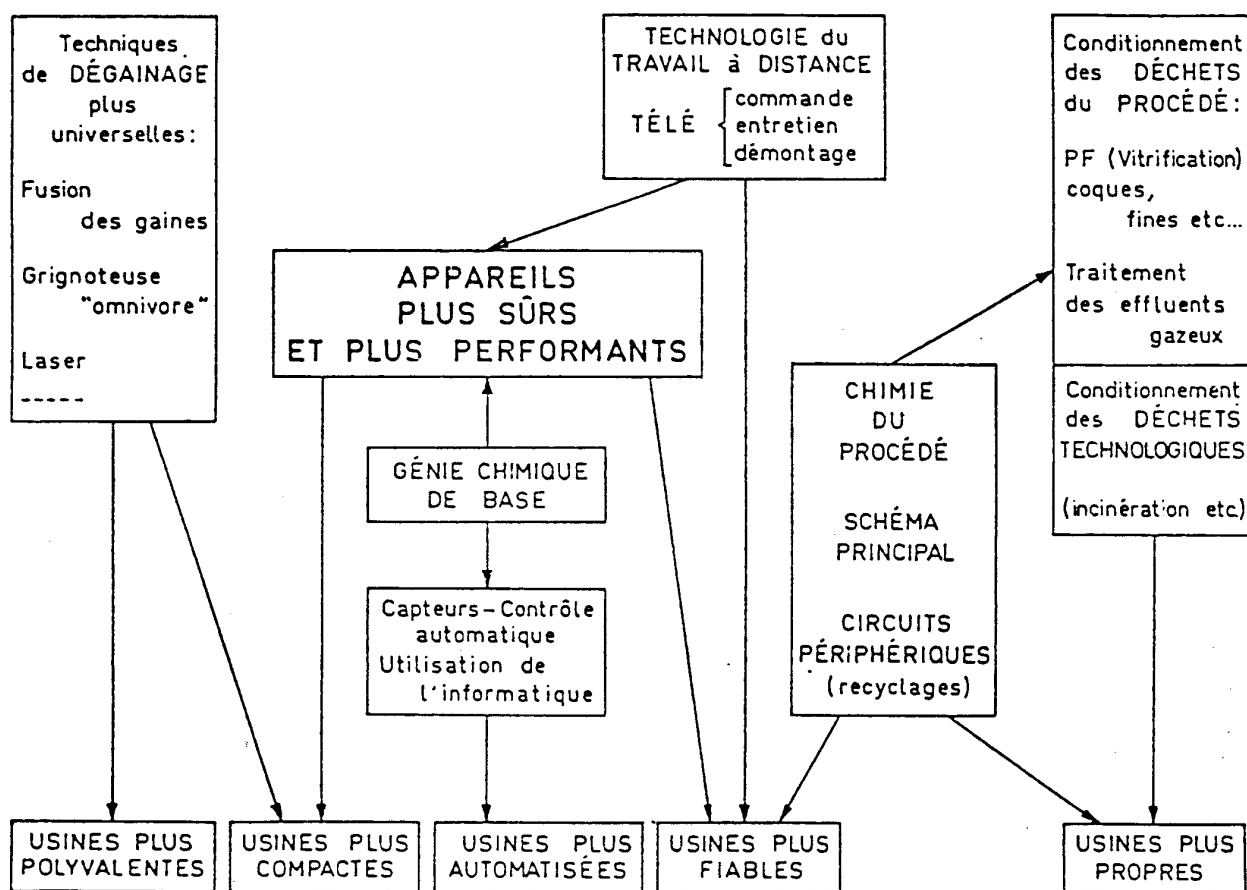 Techniques
de DÉGAINAGE
plus
universelles:
Fusion
des gaines
Grignoteuse
"omnivore"
Laser
-----
TECHNOLOGIE du
TRAVAIL à DISTANCE
TÉLÉ
commande
entretien
démontage
Conditionnement
des DÉCHETS
du PROCÉDÉ:
PF (Vitrification)
coques,
fines etc...
Traitement
des effluents
gazeux
Conditionnement
des DÉCHETS
TECHNOLOGIQUES
(incinération etc)
APPAREILS
PLUS SÛRS
ET PLUS PERFORMANTS
GÉNIE CHIMIQUE
DE BASE
Capteurs-Contrôle
automatique
Utilisation de
l'informatique
CHIMIE
DU
PROCÉDÉ
SCHÉMA
PRINCIPAL
CIRCUITS
PÉRIPHÉRIQUES
(recyclages)
USINES PLUS
POLYVALENTES
USINES PLUS
COMPACTES
USINES PLUS
AUTOMATISÉES
USINES PLUS
FIABLES
USINES PLUS
PROPRES